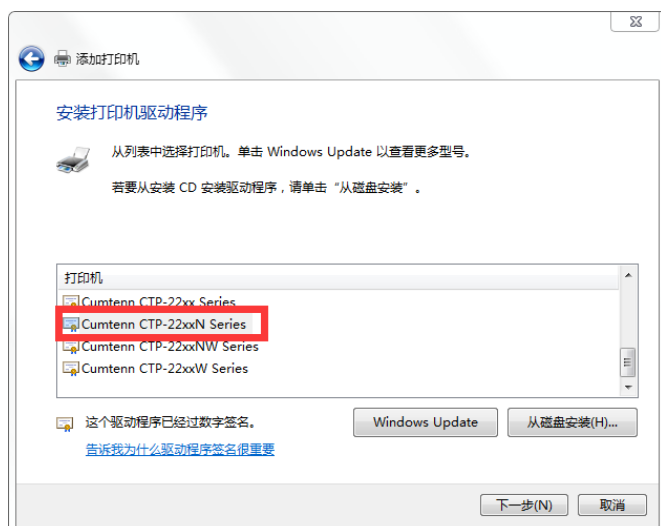 添加打印机
安装打印机驱动程序
从列表中选择打印机。单击 Windows Update 以查看更多型号。
若要从安装 CD 安装驱动程序，请单击“从磁盘安装”。
打印机
Cumtenn CTP-22xx Series
Cumtenn CTP-22xxN Series
Cumtenn CTP-22xxNW Series
Cumtenn CTP-22xxW Series
这个驱动程序已经过数字签名。
Windows Update
从磁盘安装(H)...
告诉我为什么驱动程序签名很重要
下一步(N)
取消